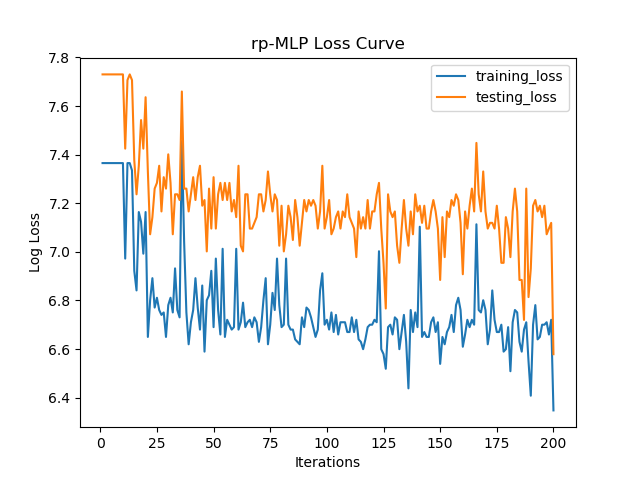 rp-MLP Loss Curve
training_loss
testing_loss
Log Loss
7.8
7.6
7.4
7.2
7.0
6.8
6.6
6.4
0 25 50 75 100 125 150 175 200
Iterations